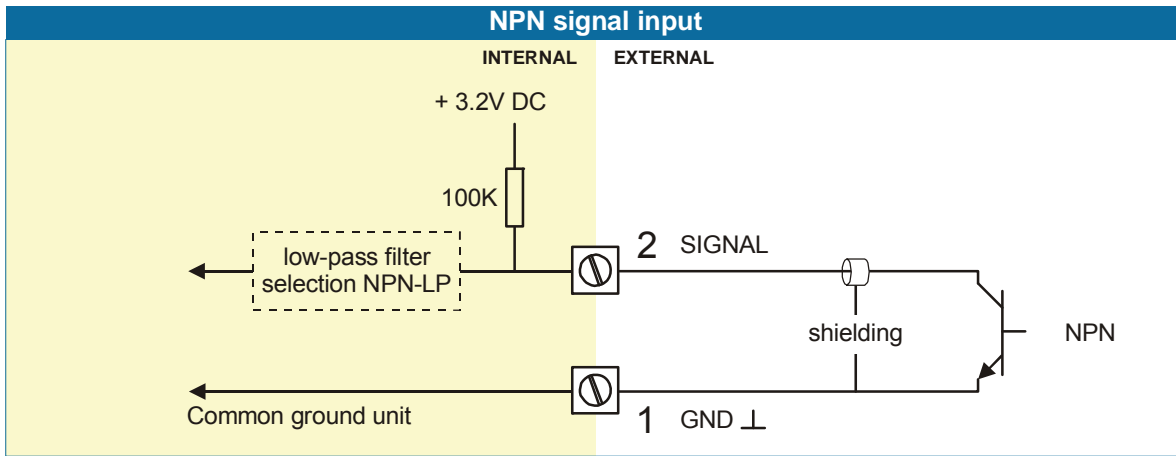 NPN signal input
INTERNAL EXTERNAL
+ 3.2V DC
100K
low-pass filter
selection NPN-LP
2 SIGNAL
shielding
NPN
Common ground unit
1 GND ⊥